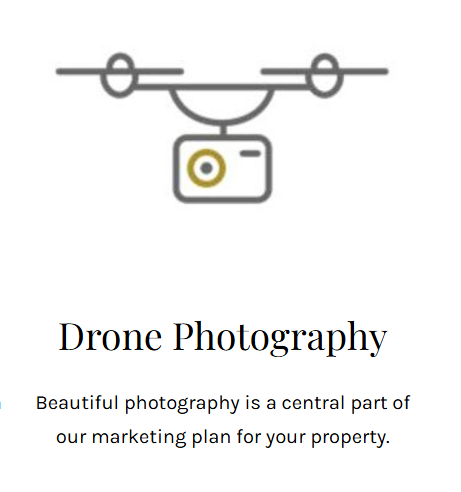 Drone Photography
Beautiful photography is a central part of
our marketing plan for your property.